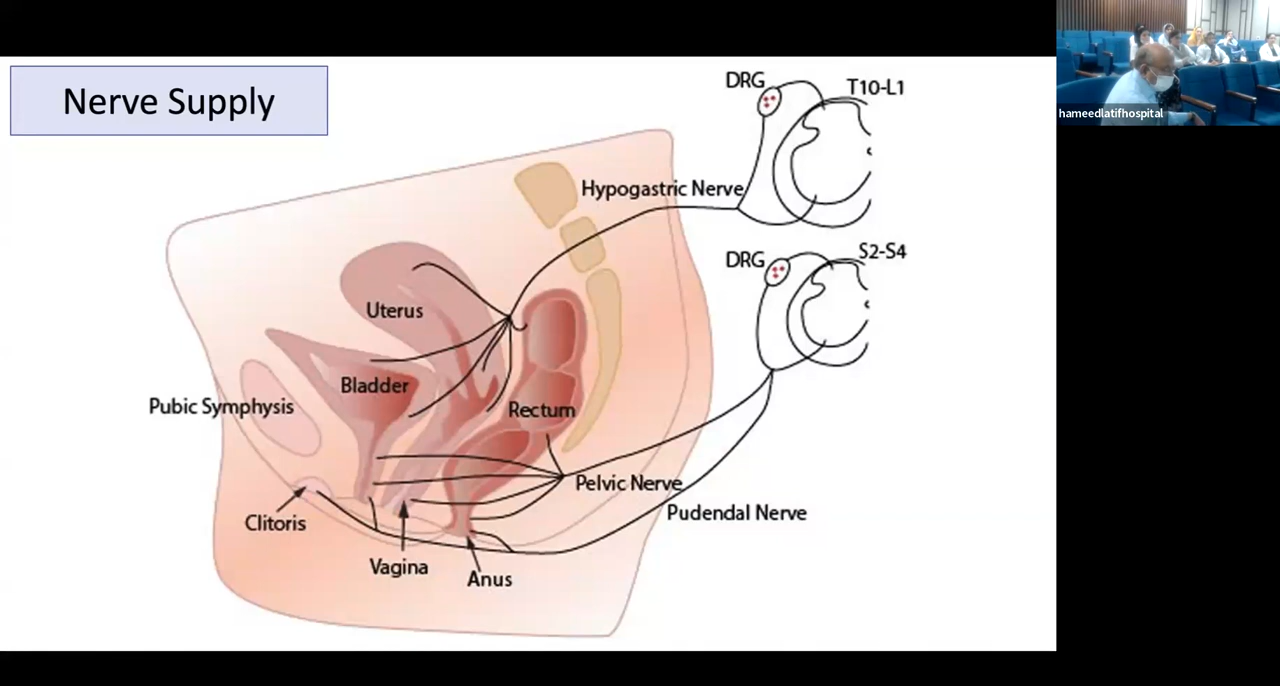 Nerve Supply
DRG
T10-L1
hameedlatifhospital
Hypogastric Nerve
DRG
S2-S4
Uterus
Bladder
Pubic Symphysis
Rectum
Pelvic Nerve
Clitoris
Pudendal Nerve
Vagina
Anus